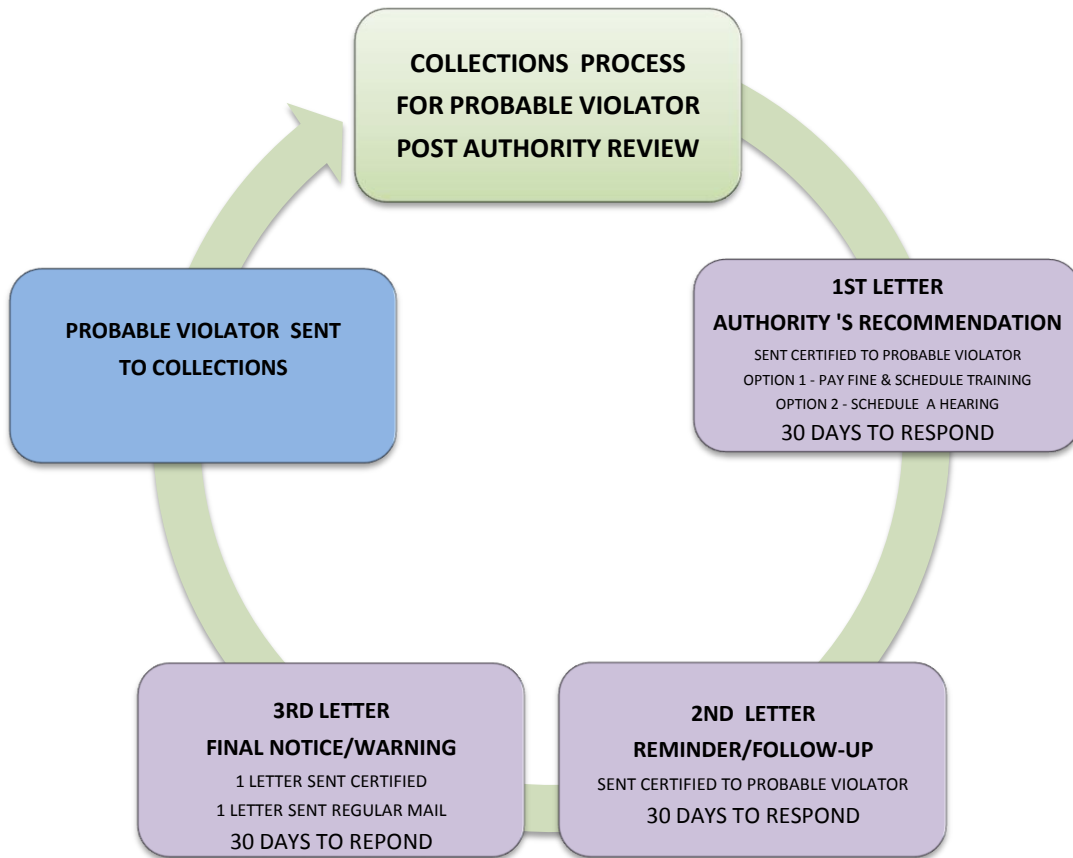 COLLECTIONS PROCESS
FOR PROBABLE VIOLATOR
POST AUTHORITY REVIEW
1ST LETTER
AUTHORITY 'S RECOMMENDATION
SENT CERTIFIED TO PROBABLE VIOLATOR
OPTION 1 - PAY FINE & SCHEDULE TRAINING
OPTION 2 - SCHEDULE A HEARING
30 DAYS TO RESPOND
2ND LETTER
REMINDER/FOLLOW-UP
SENT CERTIFIED TO PROBABLE VIOLATOR
30 DAYS TO RESPOND
3RD LETTER
FINAL NOTICE/WARNING
1 LETTER SENT CERTIFIED
1 LETTER SENT REGULAR MAIL
30 DAYS TO REPOND
PROBABLE VIOLATOR SENT
TO COLLECTIONS